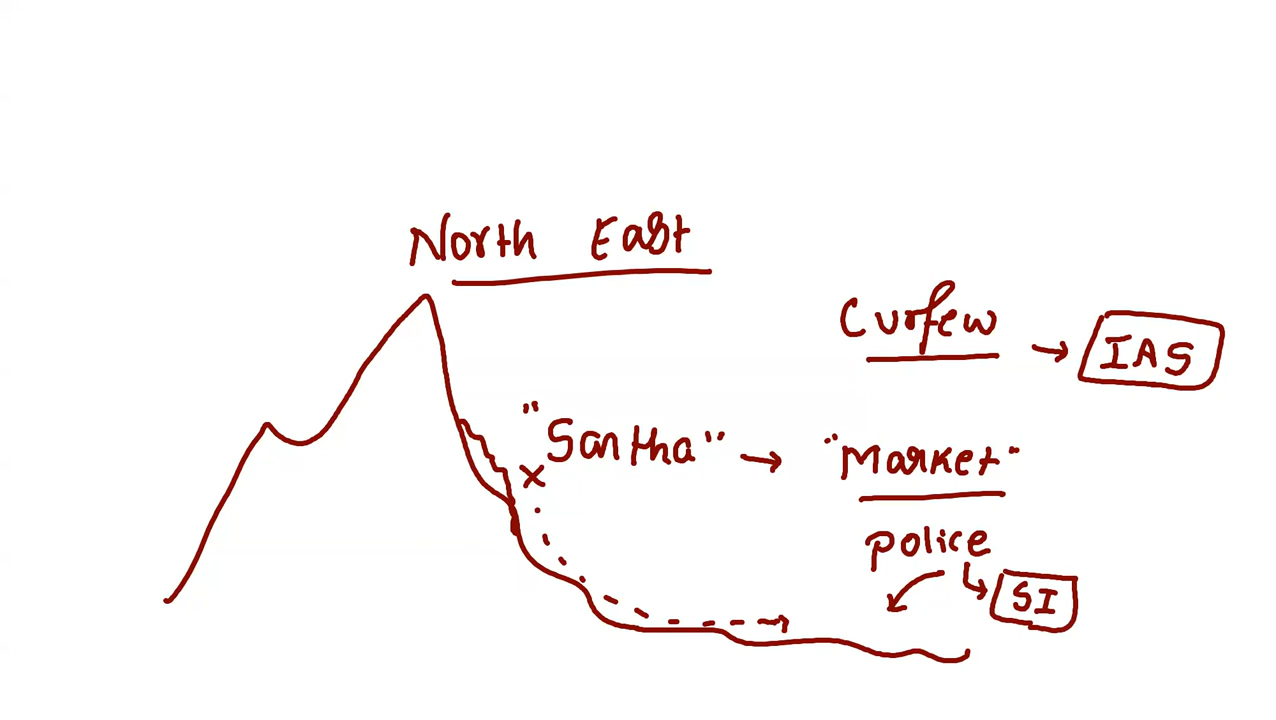 North East
Curfew → IAS
"Santha" → "Market"
x
police
SI